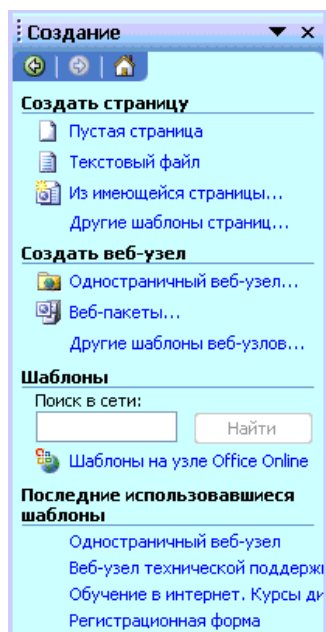 Создание
Создать страницу
Пустая страница
Текстовый файл
Из имеющейся страницы...
Другие шаблоны страниц...
Создать веб-узел
Одностраничный веб-узел...
Веб-пакеты...
Другие шаблоны веб-узлов...
Шаблоны
Поиск в сети:
Найти
Шаблоны на узле Office Online
Последние использовавшиеся
шаблоны
Одностраничный веб-узел
Веб-узел технической поддержк
Обучение в интернет. Курсы ди
Регистрационная форма